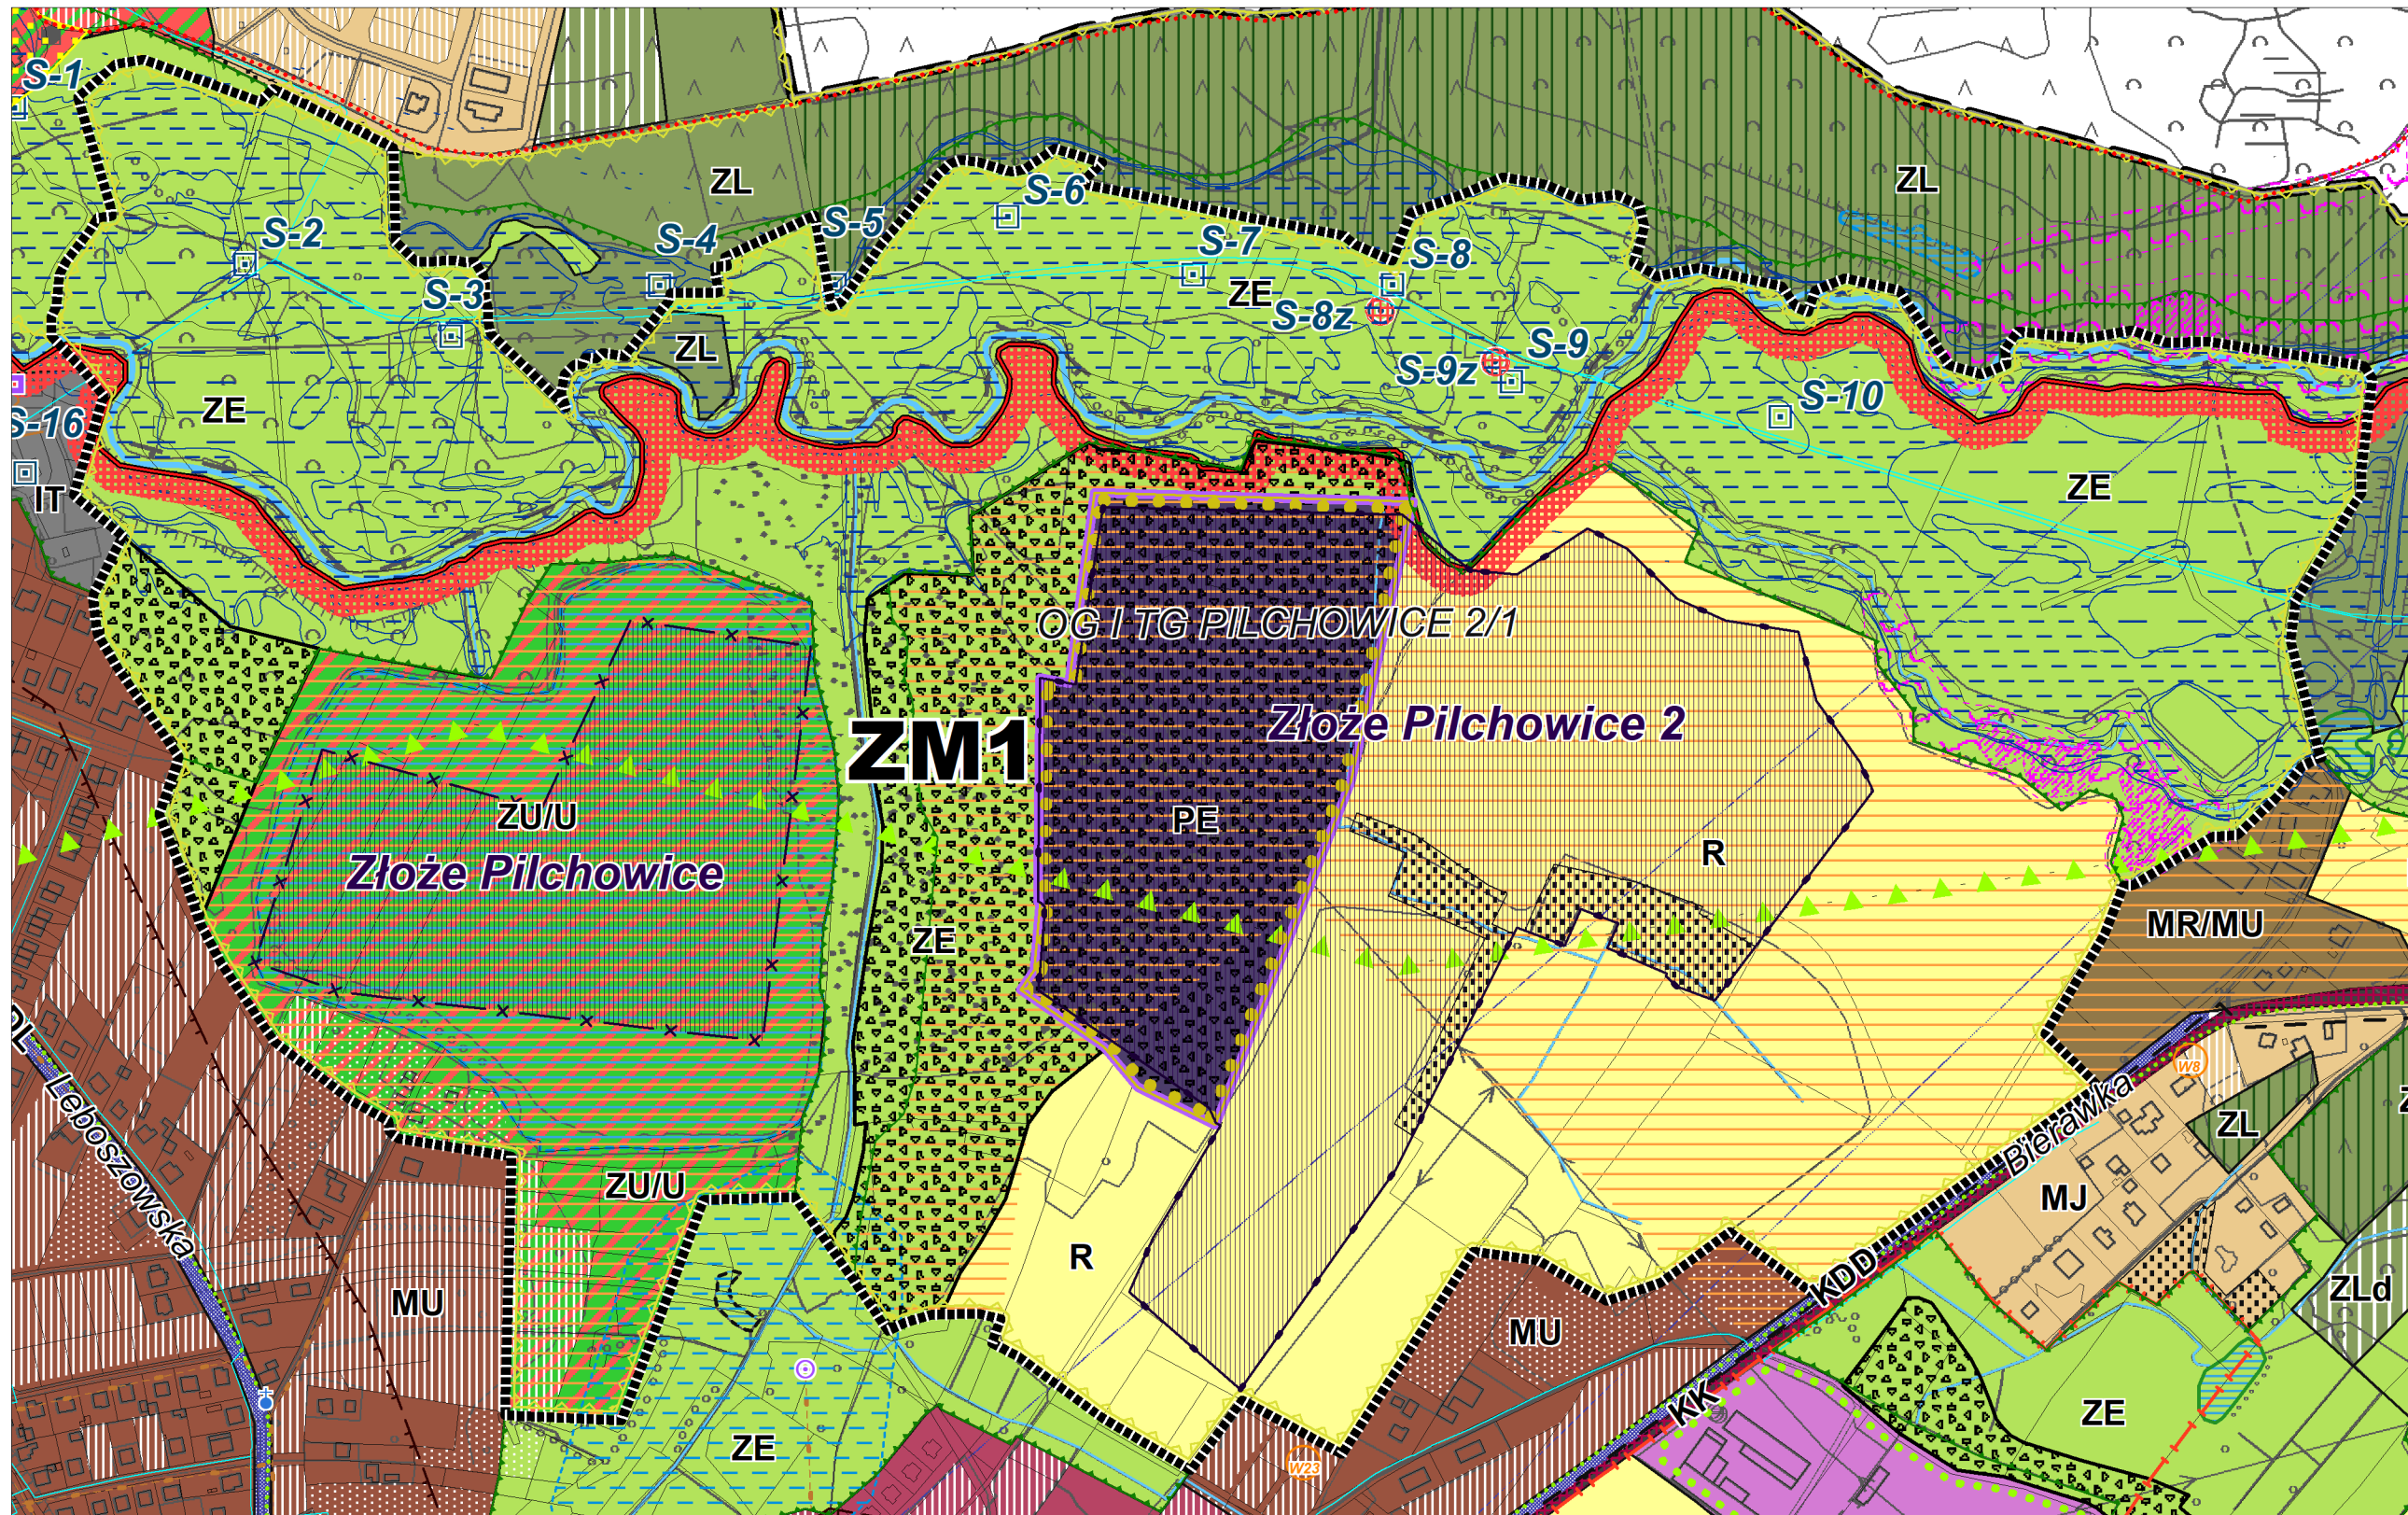 S-1
ZL
ZL
S-6
S-5
S-2
S-4
S-7
S-8
ZE
S-3
S-8z
ZL
S-9
S-9z
S-10
ZE
S-16
ZE
IT
OG I TG PILCHOWICE 2/1
Złoże Pilchowice 2
ZM1
ZU/U
PE
R
Złoże Pilchowice
MR/MU
ZE
DL
Leboszowska
W8
Bierawka
ZL
ZU/U
MJ
R
KDD
MU
MU
ZLd
KK
ZE
ZE
W23